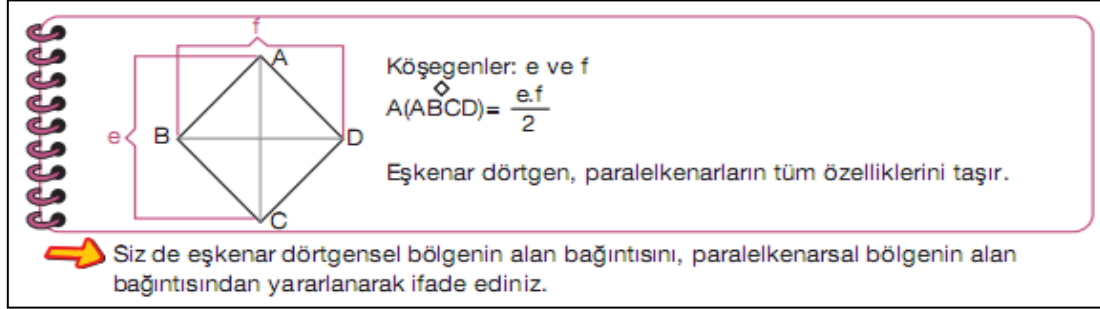 f
A
e
B
D
C
Köşegenler: e ve f
A(ABCD)= e.f
2
Eşkenar dörtgen, paralelkenarların tüm özelliklerini taşır.
Siz de eşkenar dörtgensel bölgenin alan bağıntısını, paralelkenarsal bölgenin alan
bağıntısından yararlanarak ifade ediniz.